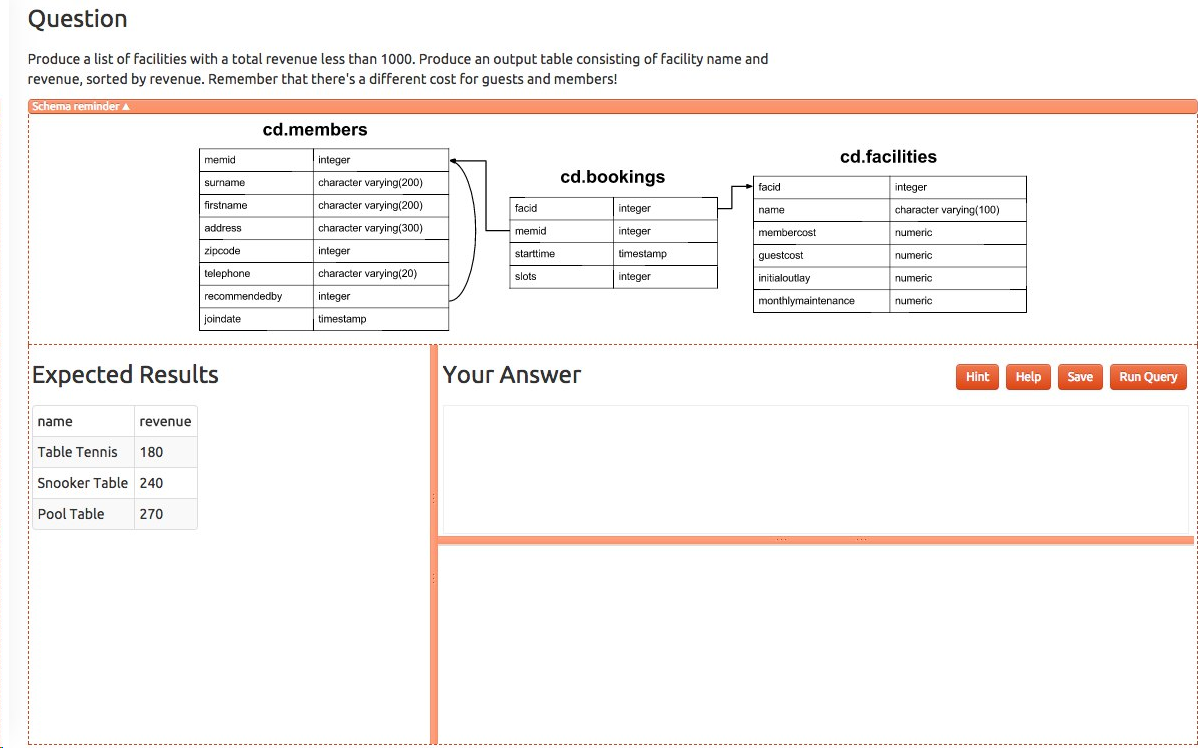 Question
Produce a list of facilities with a total revenue less than 1000. Produce an output table consisting of facility name and
revenue, sorted by revenue. Remember that there's a different cost for guests and members!
Schema reminder ▲
cd.members
memid integer
surname character varying(200)
firstname character varying(200)
address character varying(300)
zipcode integer
telephone character varying(20)
recommendedby integer
joindate timestamp
cd.bookings
facid integer
memid integer
starttime timestamp
slots integer
cd.facilities
facid integer
name character varying(100)
membercost numeric
guestcost numeric
initialoutlay numeric
monthlymaintenance numeric
Expected Results
name revenue
Table Tennis 180
Snooker Table 240
Pool Table 270
Your Answer
Hint Help Save Run Query